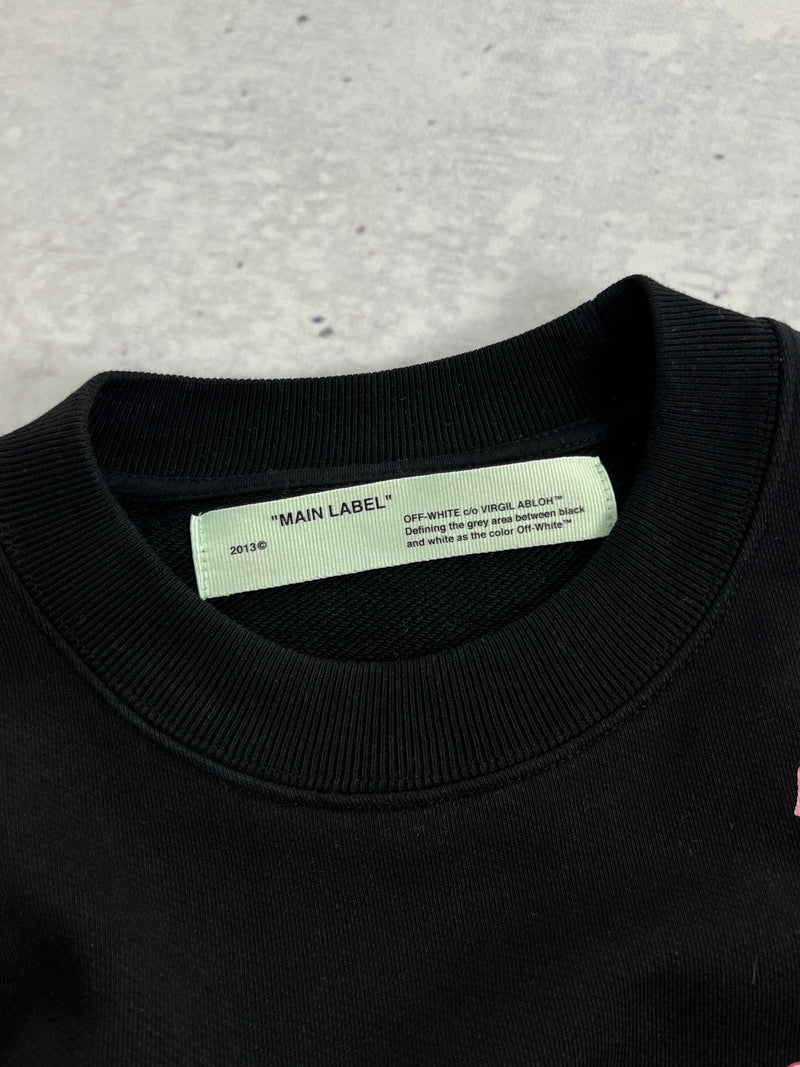 "MAIN LABEL"
2013©
OFF-WHITE c/o VIRGIL ABLOH™
Defining the grey area between black
and white as the color Off-White™